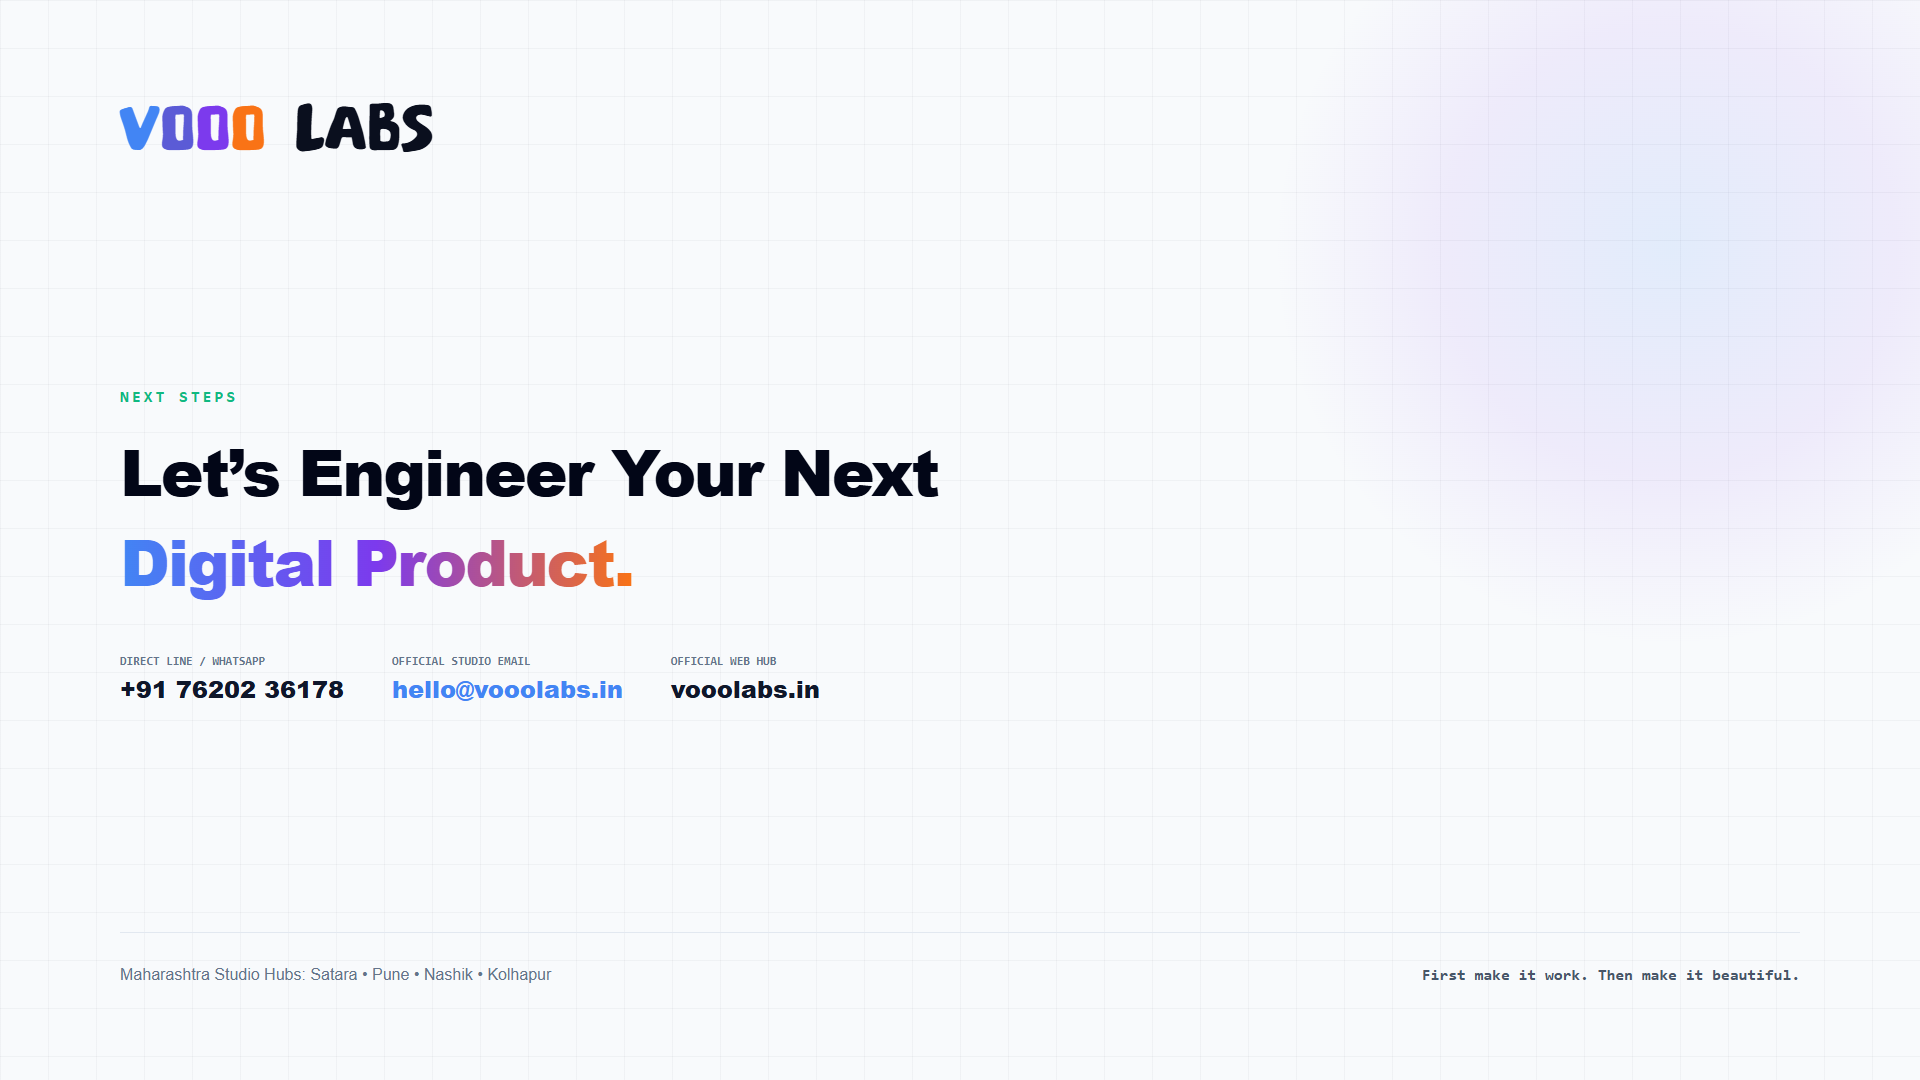 VOOO LABS
NEXT STEPS
Let’s Engineer Your Next
Digital Product.
DIRECT LINE / WHATSAPP
+91 76202 36178
OFFICIAL STUDIO EMAIL
hello@vooolabs.in
OFFICIAL WEB HUB
vooolabs.in
Maharashtra Studio Hubs: Satara • Pune • Nashik • Kolhapur
First make it work. Then make it beautiful.